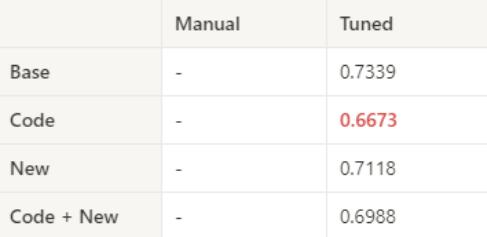 Manual Tuned
Base - 0.7339
Code - 0.6673
New - 0.7118
Code + New - 0.6988